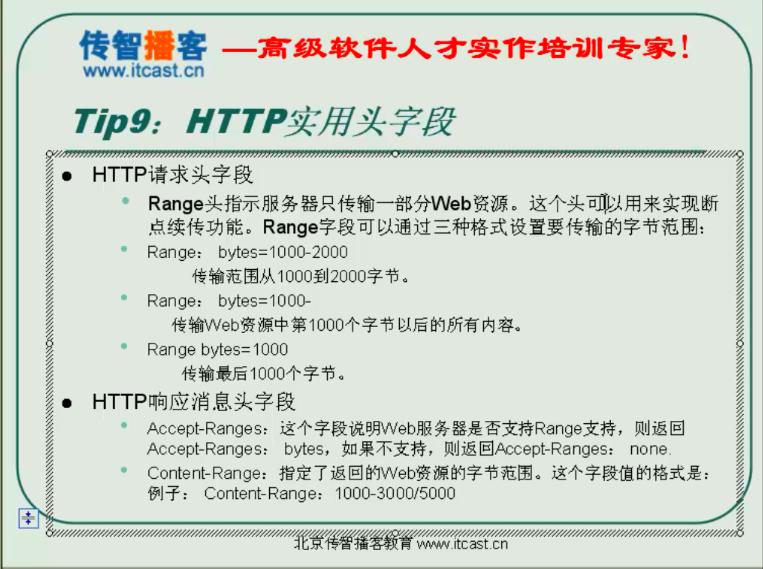 传智播客 —高级软件人才实作培训专家!
www.itcast.cn
Tip9：HTTP实用头字段
HTTP请求头字段
Range头指示服务器只传输一部分Web资源。这个头可以用来实现断
点续传功能。Range字段可以通过三种格式设置要传输的字节范围：
Range： bytes=1000-2000
传输范围从1000到2000字节。
Range： bytes=1000-
传输Web资源中第1000个字节以后的所有内容。
Range bytes=1000
传输最后1000个字节。
HTTP响应消息头字段
Accept-Ranges：这个字段说明Web服务器是否支持Range支持，则返回
Accept-Ranges： bytes，如果不支持，则返回Accept-Ranges： none.
Content-Range：指定了返回的Web资源的字节范围。这个字段值的格式是：
例子： Content-Range：1000-3000/5000
北京传智播客教育 www.itcast.cn